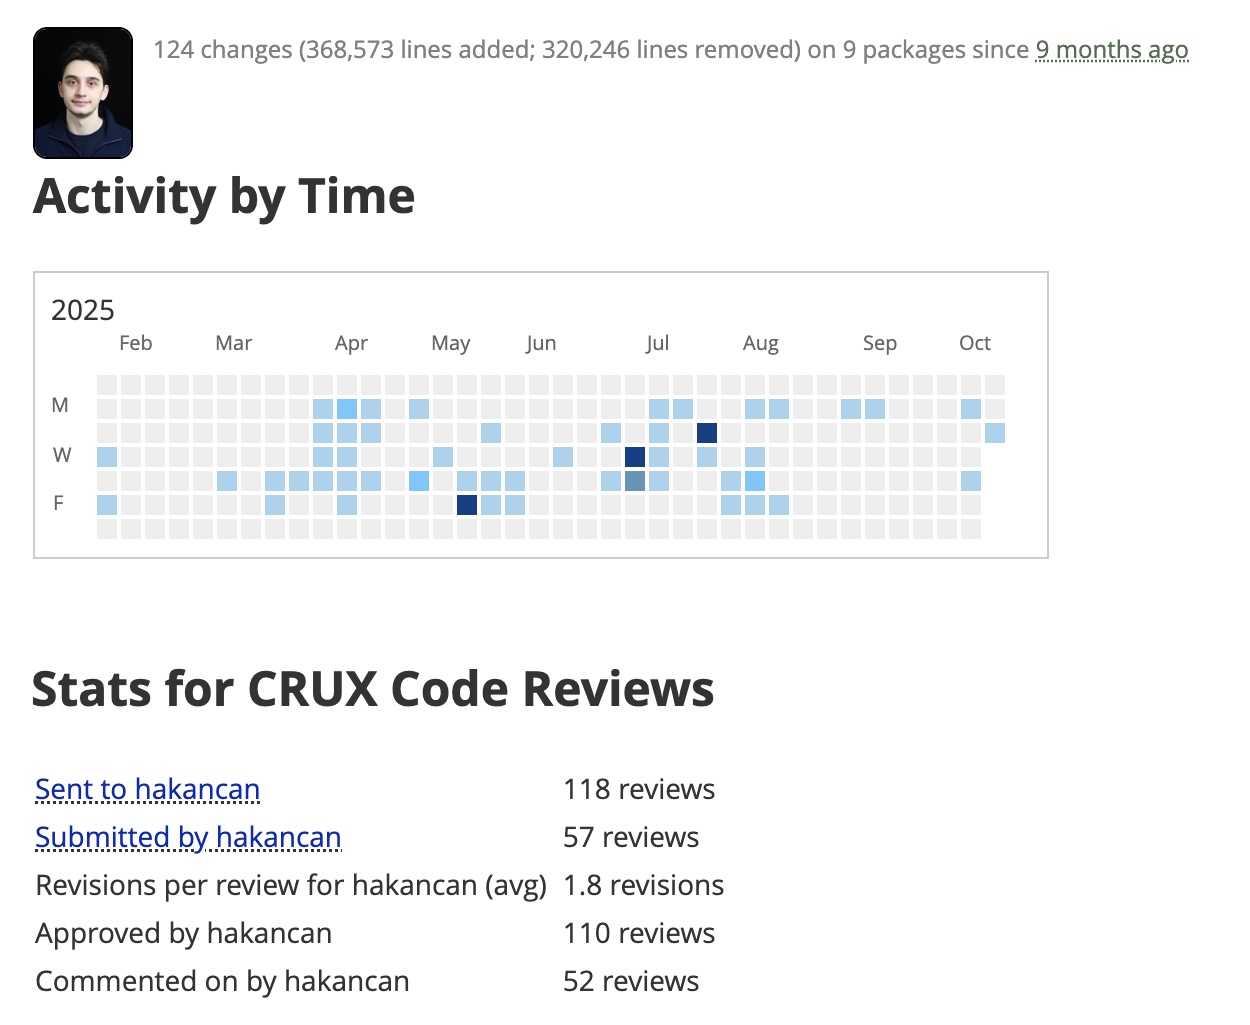 124 changes (368,573 lines added; 320,246 lines removed) on 9 packages since 9 months ago
Activity by Time
2025
Feb Mar Apr May Jun Jul Aug Sep Oct
M
W
F
Stats for CRUX Code Reviews
Sent to hakancan 118 reviews
Submitted by hakancan 57 reviews
Revisions per review for hakancan (avg) 1.8 revisions
Approved by hakancan 110 reviews
Commented on by hakancan 52 reviews